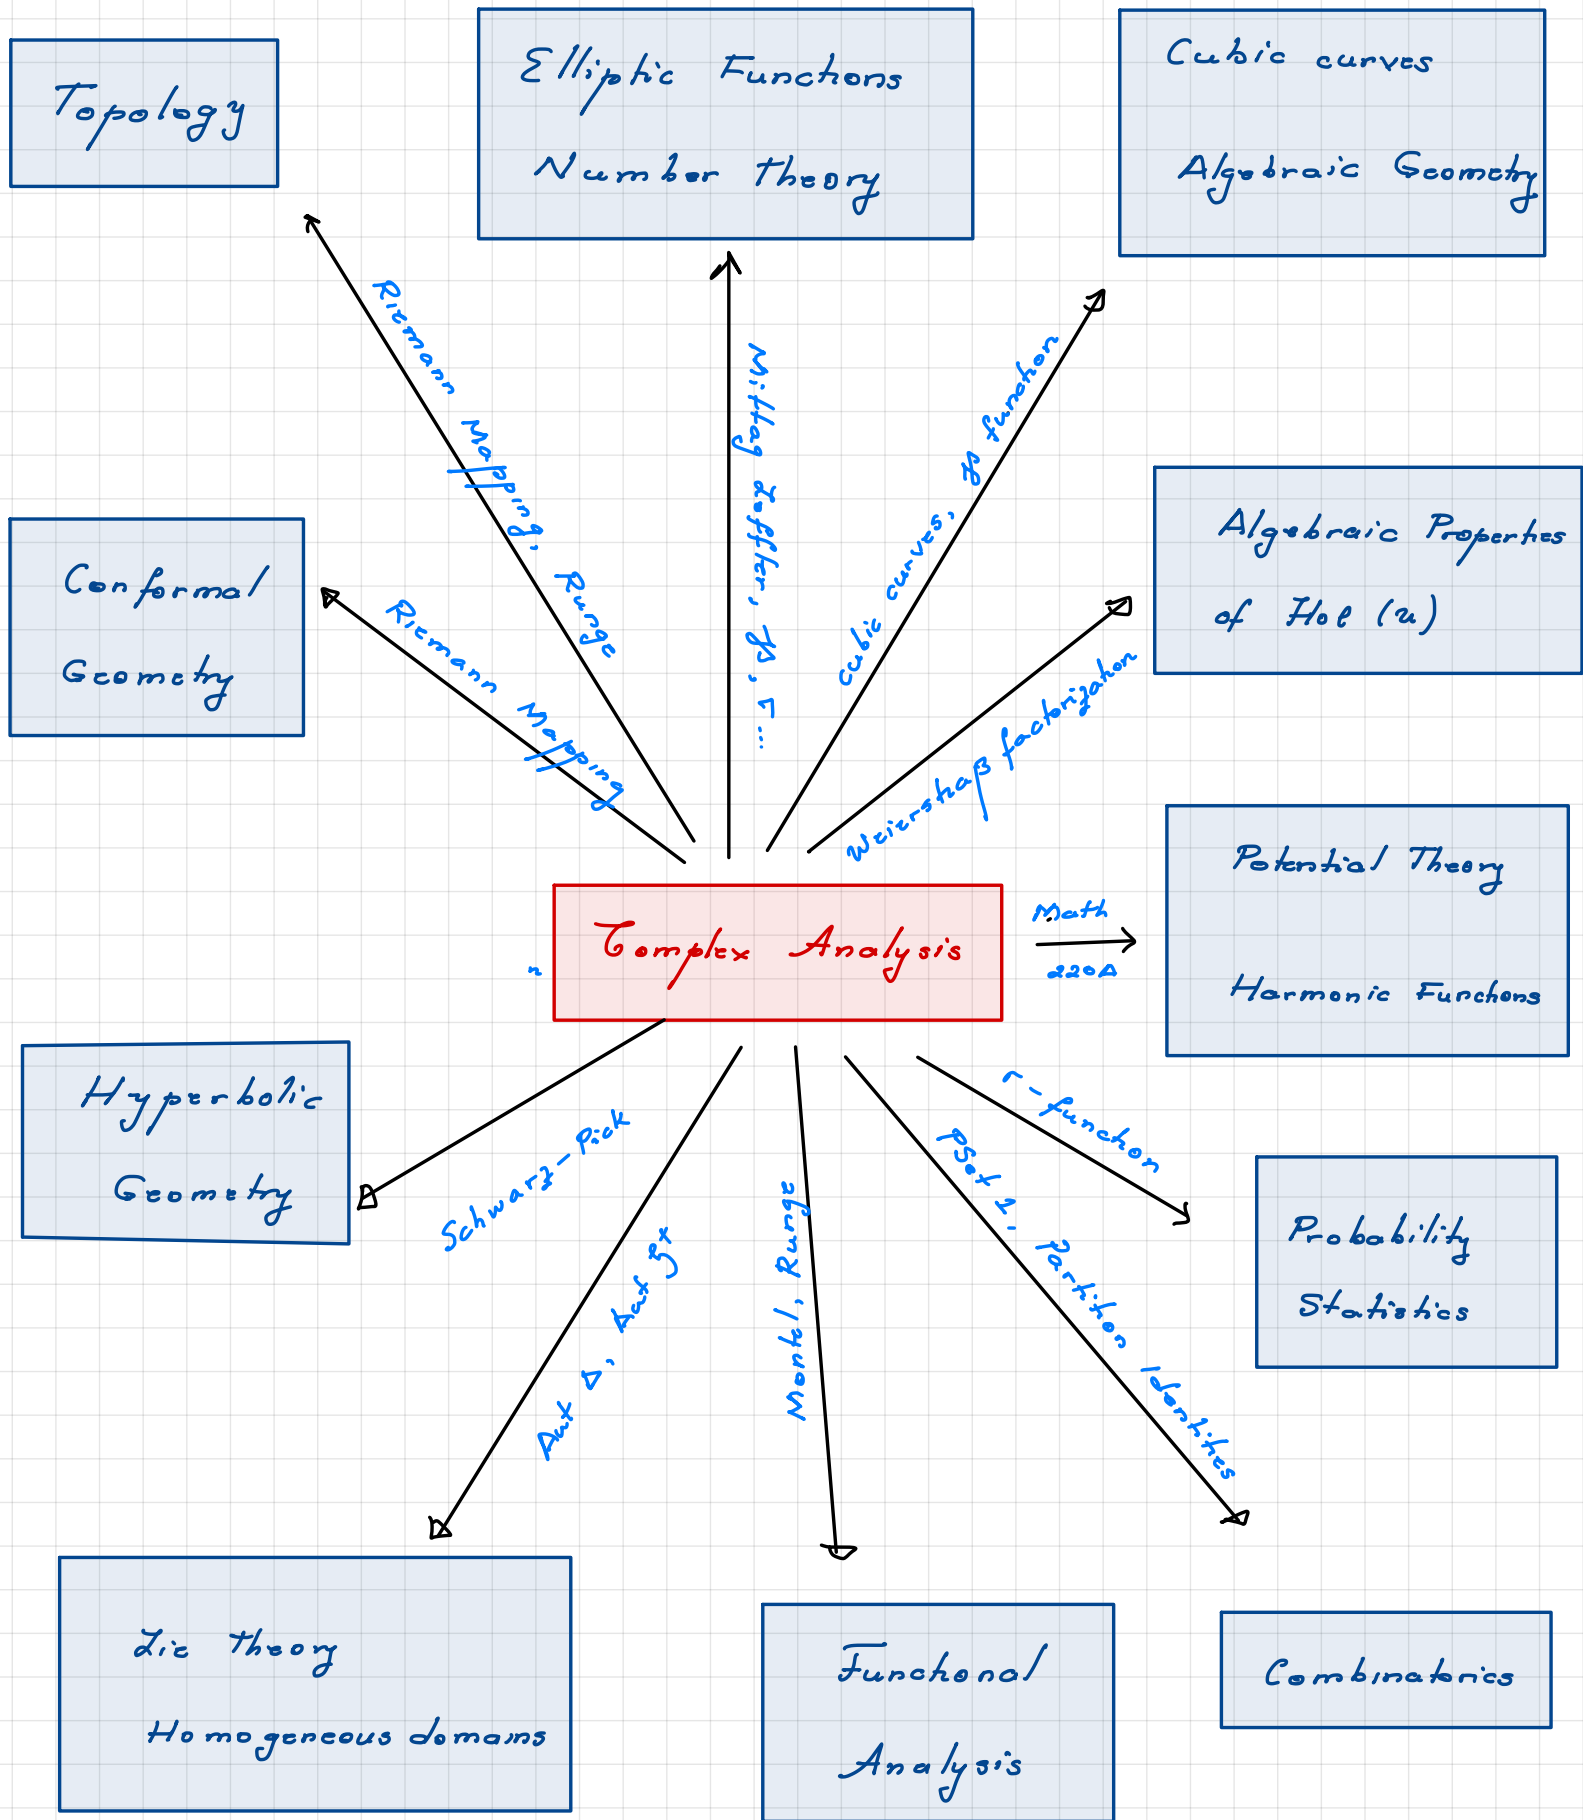 Topology
Elliptic Functions
Number Theory
Cubic curves
Algebraic Geometry
Riemann Mapping, Runge
Mittag Leffler, ℘, Γ...
cubic curves, ℘ function
Conformal
Geometry
Riemann Mapping
Algebraic Properties
of Hol (u)
Weierstraß factorization
Complex Analysis
Math
220A
Potential Theory
Harmonic Functions
Hyperbolic
Geometry
Schwarz-Pick
Γ-function
Probability
Statistics
Aut Δ, Aut
Montel, Runge
PSet 1, Partition Identities
Lie Theory
Homogeneous domains
Functional
Analysis
Combinatorics